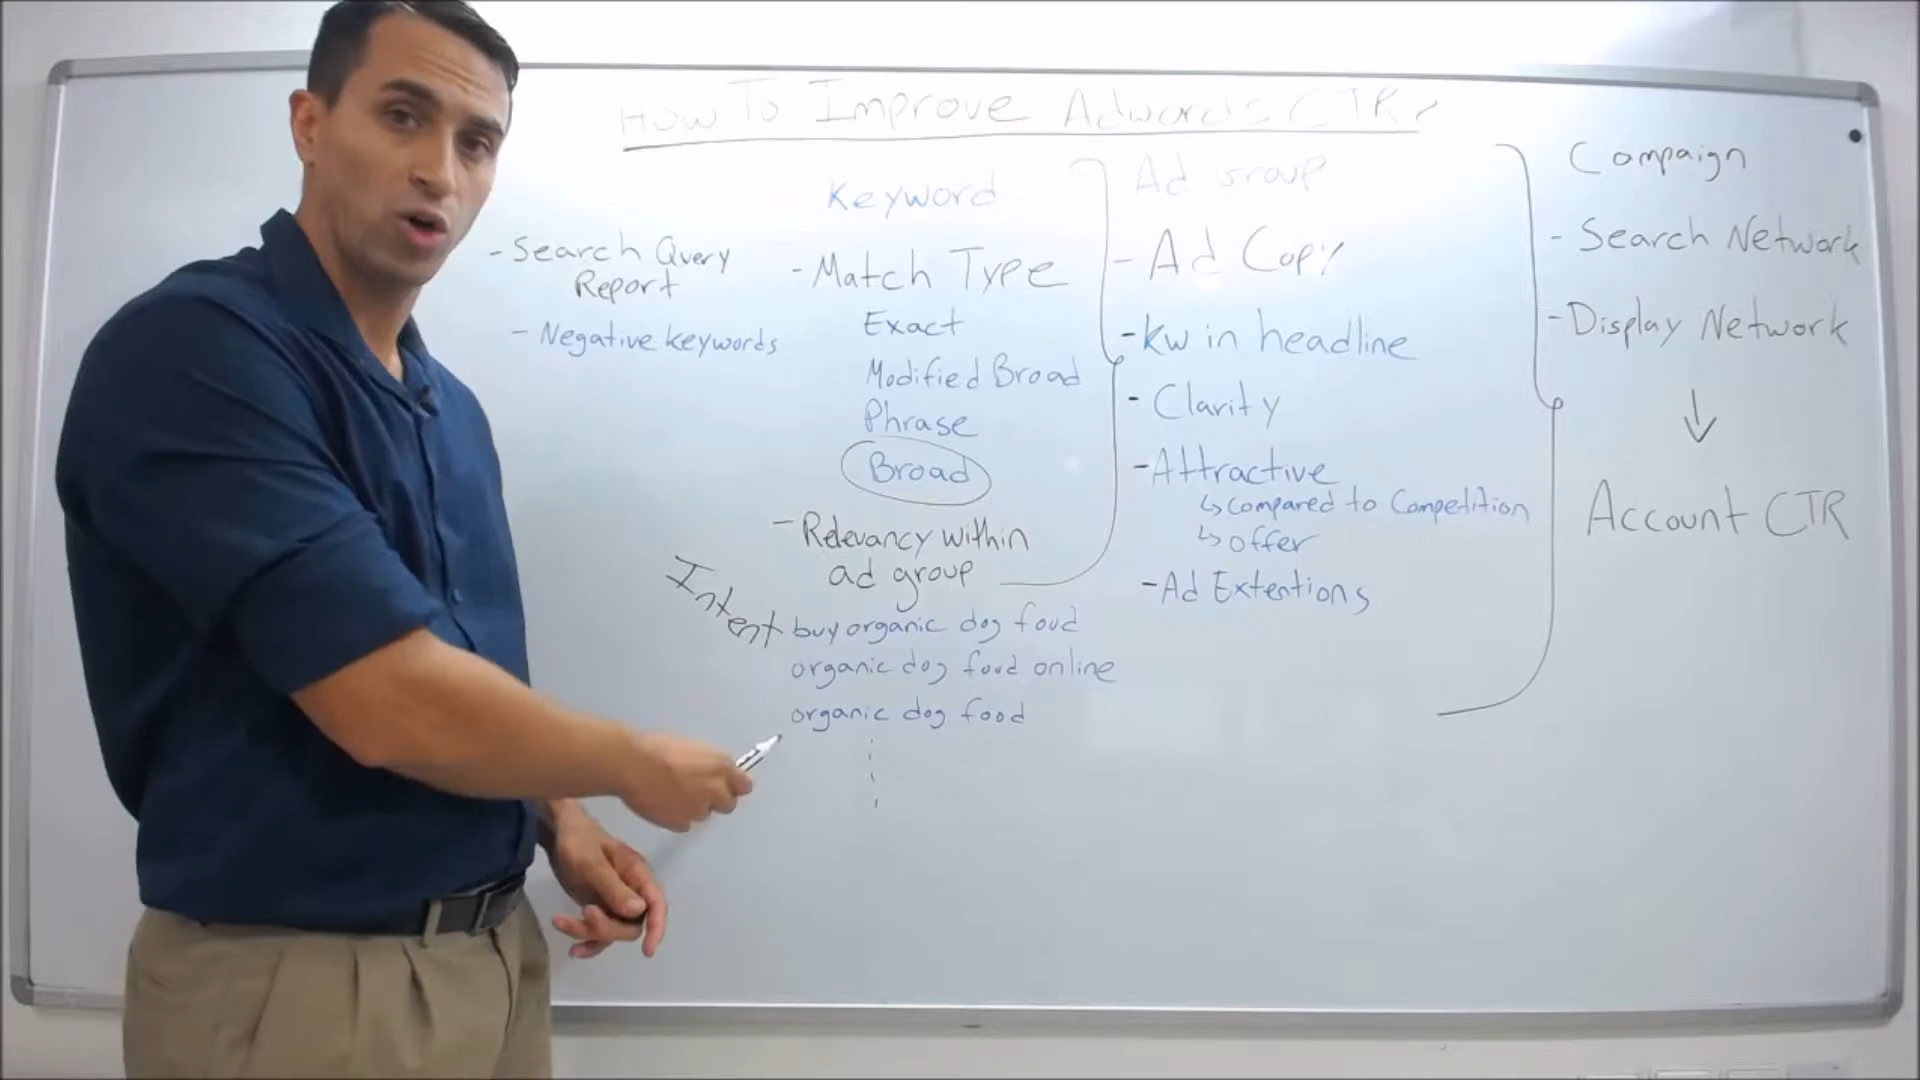 How To Improve Adwords CTR
- Search Query
Report
- Negative keywords
Keyword
- Match Type
Exact
Modified Broad
Phrase
Broad
- Relevancy within
ad group
Intent
buy organic dog food
organic dog food online
organic dog food
Ad Group
- Ad Copy
- Kw in headline
- Clarity
- Attractive
↳ compared to Competition
↳ offer
- Ad Extentions
Campaign
- Search Network
- Display Network
↓
Account CTR